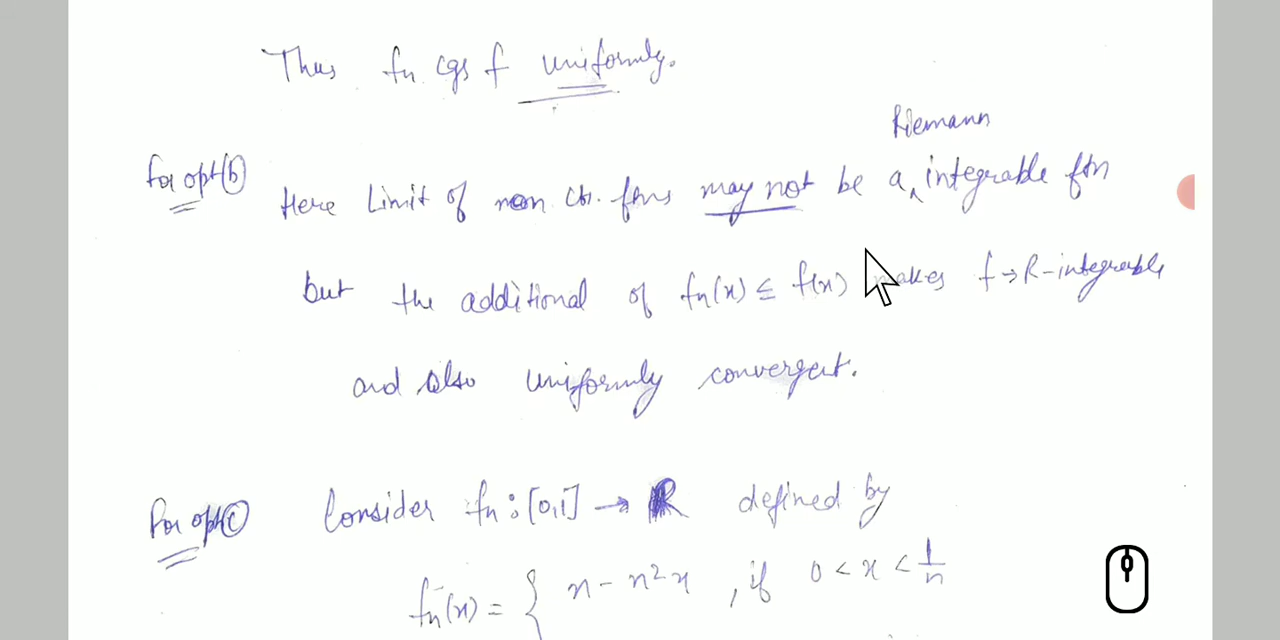 Thus fn cgs f uniformly.
Riemann
For opt(b) Here Limit of non cts. fns may not be a ‸ integrable ftn
but the additional of fn(x) ≤ f(x) makes f → R-integrable
and also uniformly convergent.
For opt(c) Consider fn : [0,1] → R defined by
fn(x) = { n - n²x , if 0 < x < 1/n